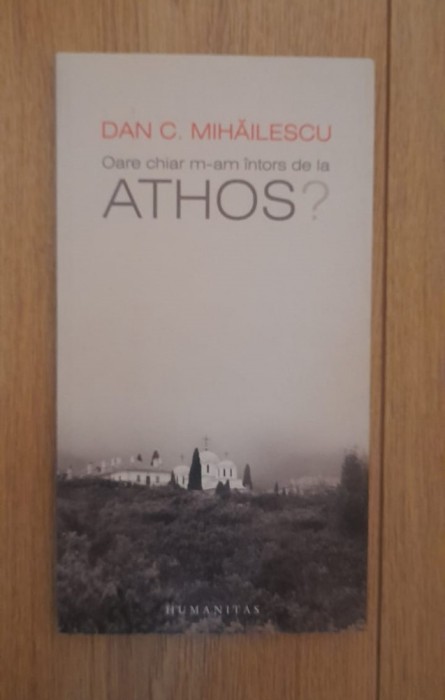 DAN C. MIHĂILESCU
Oare chiar m-am întors de la
ATHOS?
HUMANITAS